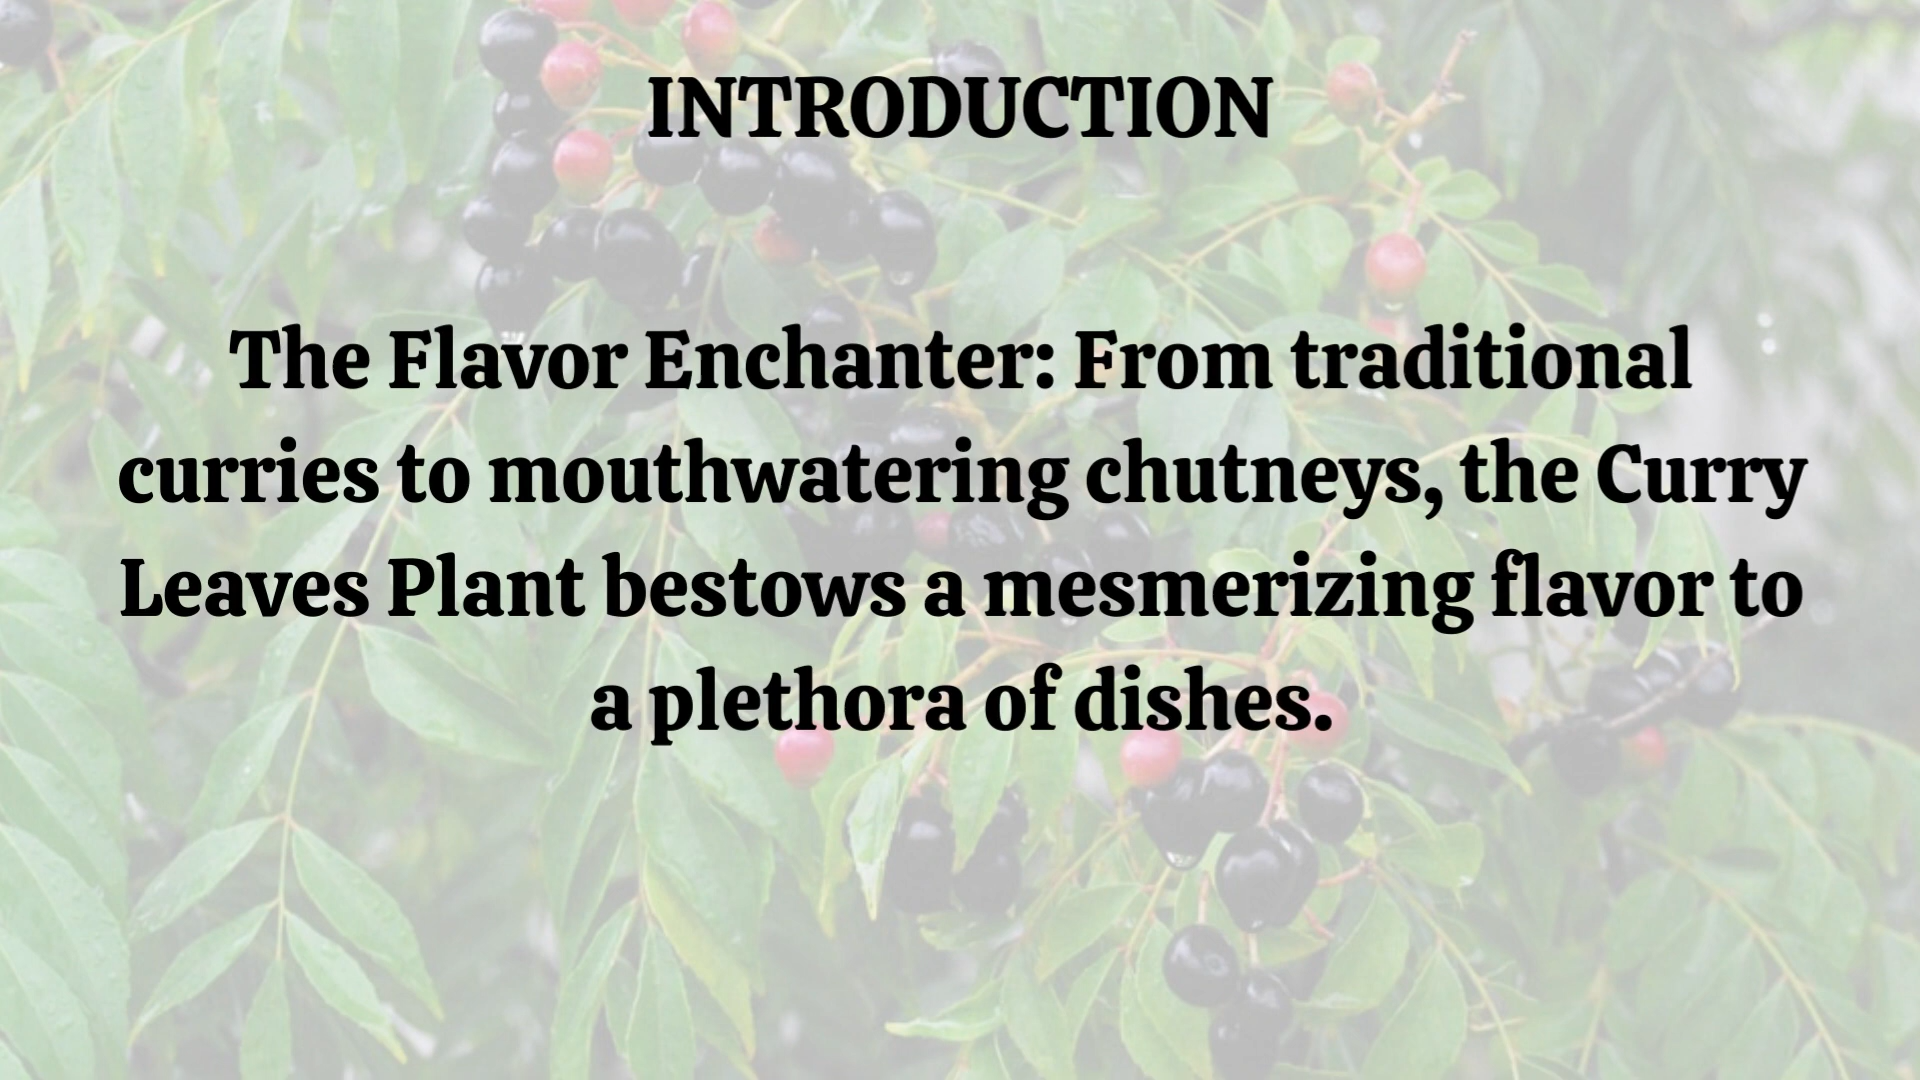 INTRODUCTION
The Flavor Enchanter: From traditional
curries to mouthwatering chutneys, the Curry
Leaves Plant bestows a mesmerizing flavor to
a plethora of dishes.